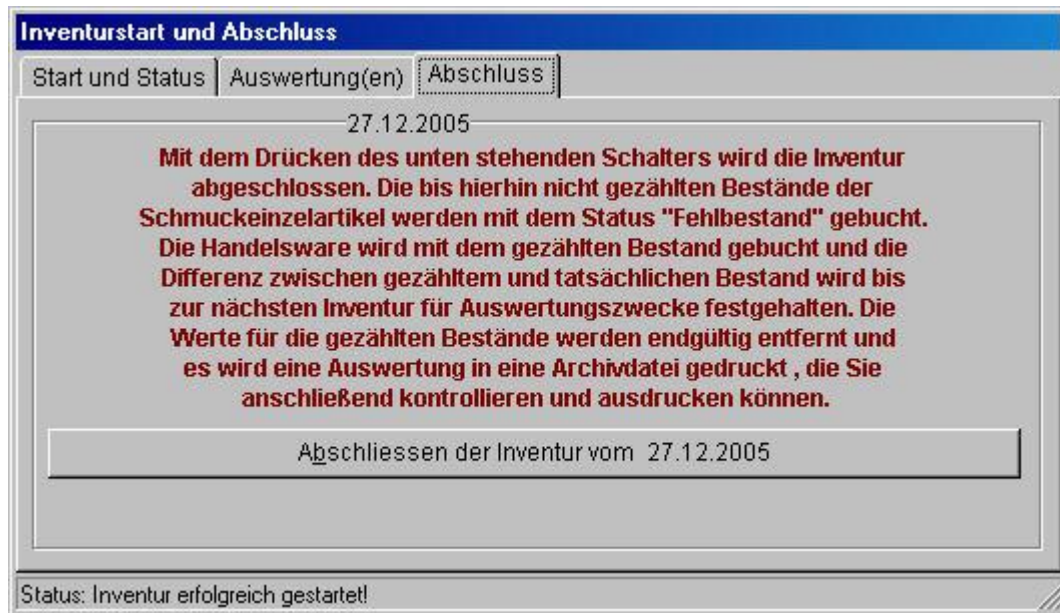 Inventurstart und Abschluss
Start und Status Auswertung(en) Abschluss
27.12.2005
Mit dem Drücken des unten stehenden Schalters wird die Inventur
abgeschlossen. Die bis hierhin nicht gezählten Bestände der
Schmuckeinzelartikel werden mit dem Status "Fehlbestand" gebucht.
Die Handelsware wird mit dem gezählten Bestand gebucht und die
Differenz zwischen gezähltem und tatsächlichen Bestand wird bis
zur nächsten Inventur für Auswertungszwecke festgehalten. Die
Werte für die gezählten Bestände werden endgültig entfernt und
es wird eine Auswertung in eine Archivdatei gedruckt , die Sie
anschließend kontrollieren und ausdrucken können.
Abschliessen der Inventur vom 27.12.2005
Status: Inventur erfolgreich gestartet!